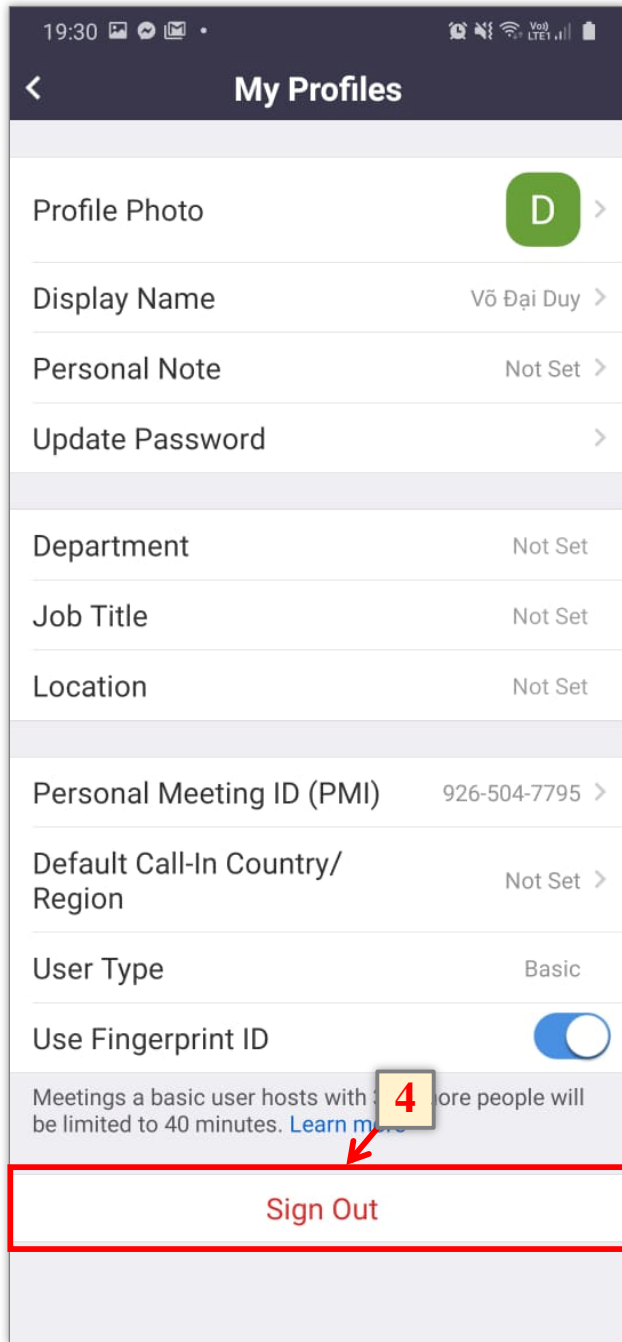 19:30
My Profiles
Profile Photo D
Display Name Võ Đại Duy
Personal Note Not Set
Update Password
Department Not Set
Job Title Not Set
Location Not Set
Personal Meeting ID (PMI) 926-504-7795
Default Call-In Country/
Region Not Set
User Type Basic
Use Fingerprint ID
Meetings a basic user hosts with people will
be limited to 40 minutes. Learn
4
Sign Out